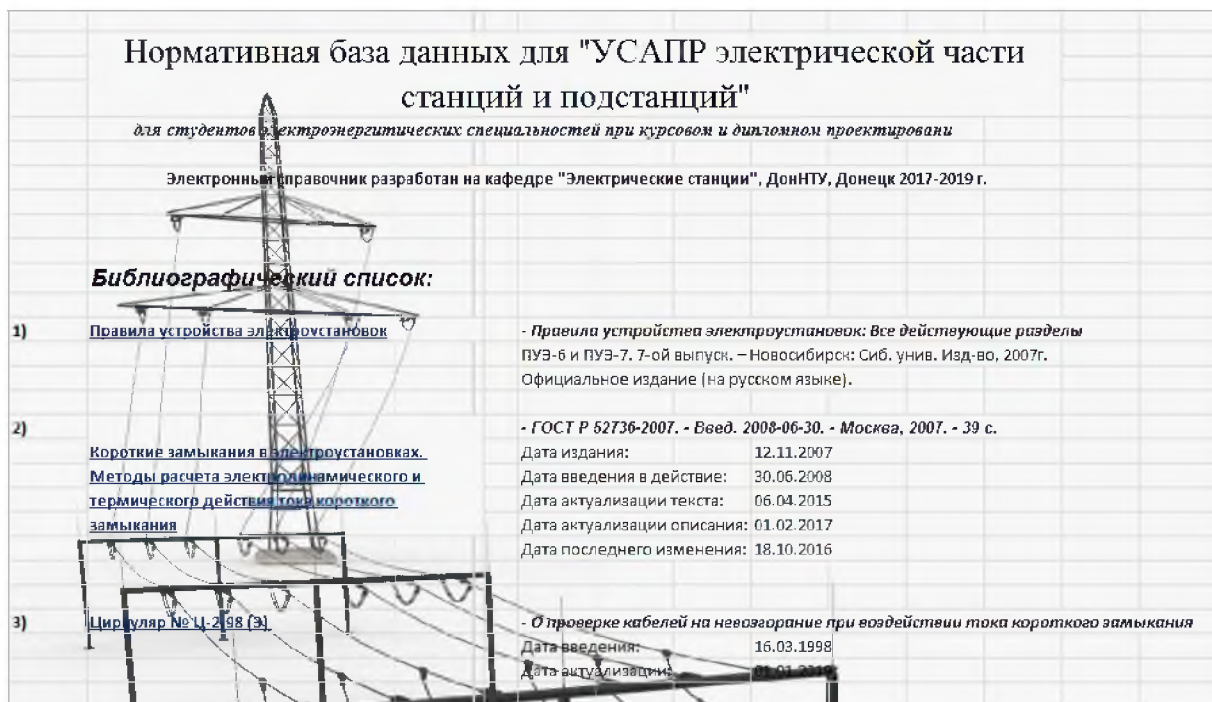 Нормативная база данных для "УСАПР электрической части
станций и подстанций"
для студентов электроэнергитических специальностей при курсовом и дипломном проектировани
Электронный справочник разработан на кафедре "Электрические станции", ДонНТУ, Донецк 2017-2019 г.
Библиографический список:
1) Правила устройства электроустановок - Правила устройства электроустановок: Все действующие разделы
ПУЭ-6 и ПУЭ-7. 7-ой выпуск. – Новосибирск: Сиб. унив. Изд-во, 2007г.
Официальное издание (на русском языке).
2) - ГОСТ Р 52736-2007. - Введ. 2008-06-30. - Москва, 2007. - 39 с.
Короткие замыкания в электроустановках. Дата издания: 12.11.2007
Методы расчета электродинамического и Дата введения в действие: 30.06.2008
термического действия тока короткого Дата актуализации текста: 06.04.2015
замыкания Дата актуализации описания: 01.02.2017
Дата последнего изменения: 18.10.2016
3) Циркуляр № Ц-2-98 (Э) - О проверке кабелей на невозгорание при воздействии тока короткого замыкания
Дата введения: 16.03.1998
Дата актуализации: 01.01.2019